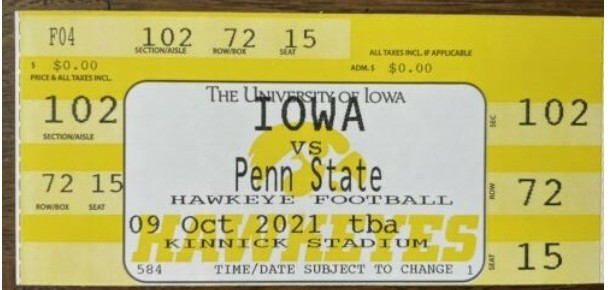 F04 102 72 15
SECTION/AISLE ROW/BOX SEAT
ALL TAXES INCL. IF APPLICABLE
$ $0.00 ADM. $ $0.00
PRICE & ALL TAXES INCL.
THE UNIVERSITY OF IOWA
102 IOWA SEC 102
SECTION/AISLE
VS
72 15 Penn State ROW 72
ROW/BOX SEAT
HAWKEYE FOOTBALL
09 Oct 2021 tba
HAWKEYES
KINNICK STADIUM
SEAT 15
584 TIME/DATE SUBJECT TO CHANGE 1